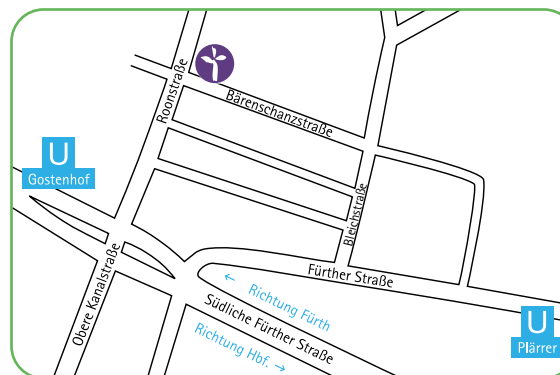 Roonstraße
Bärenschanzstraße
U
Gostenhof
Bleichstraße
Obere Kanalstraße
Fürther Straße
← Richtung Fürth
Südliche Fürther Straße
Richtung Hbf. →
U
Plärrer